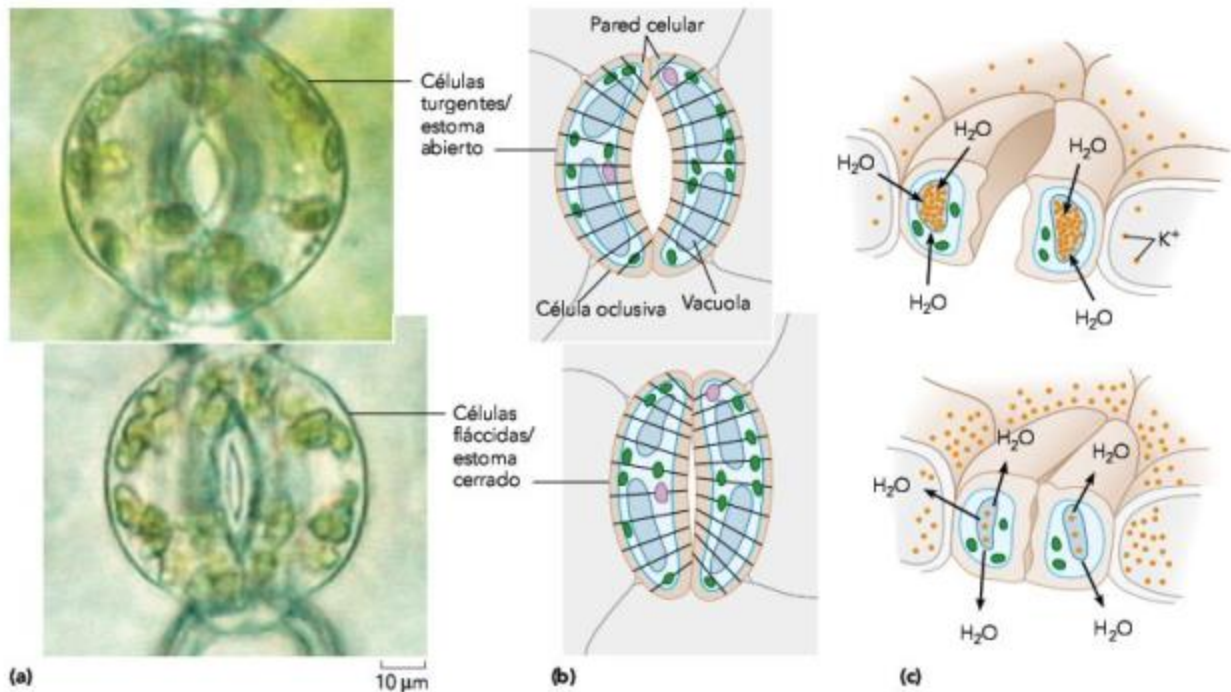 Pared celular
Células
turgentes/
estoma
abierto
Célula oclusiva
Vacuola
H₂O
H₂O
H₂O
H₂O
H₂O
K⁺
Células
fláccidas/
estoma
cerrado
H₂O
H₂O
H₂O
H₂O
H₂O
(a)
10 μm
(b)
(c)